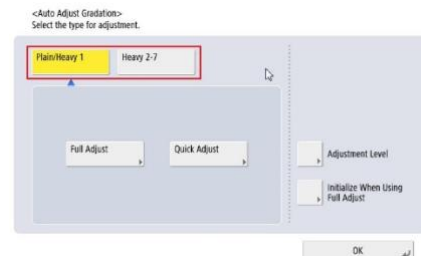 <Auto Adjust Gradation>
Select the type for adjustment.
Plain/Heavy 1
Heavy 2-7
Full Adjust
Quick Adjust
Adjustment Level
Initialize When Using
Full Adjust
OK